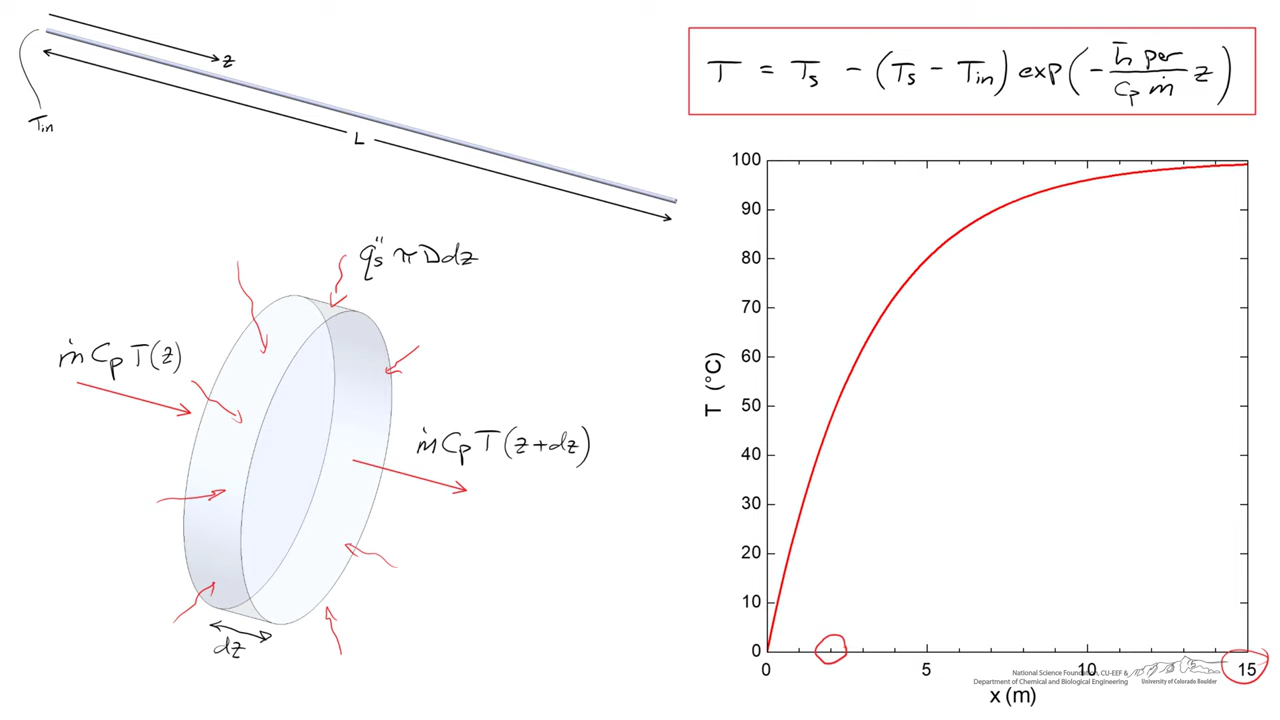 z
T_in
L
T = T_s − (T_s − T_in) exp(− h̄ per / C_p ṁ z)
q_s″ π D dz
ṁ C_p T(z)
ṁ C_p T(z+dz)
dz
100
90
80
70
60
50
40
30
20
10
0
T (°C)
0 5 10 15
x (m)
National Science Foundation, CU-EEF &
Department of Chemical and Biological Engineering
University of Colorado Boulder